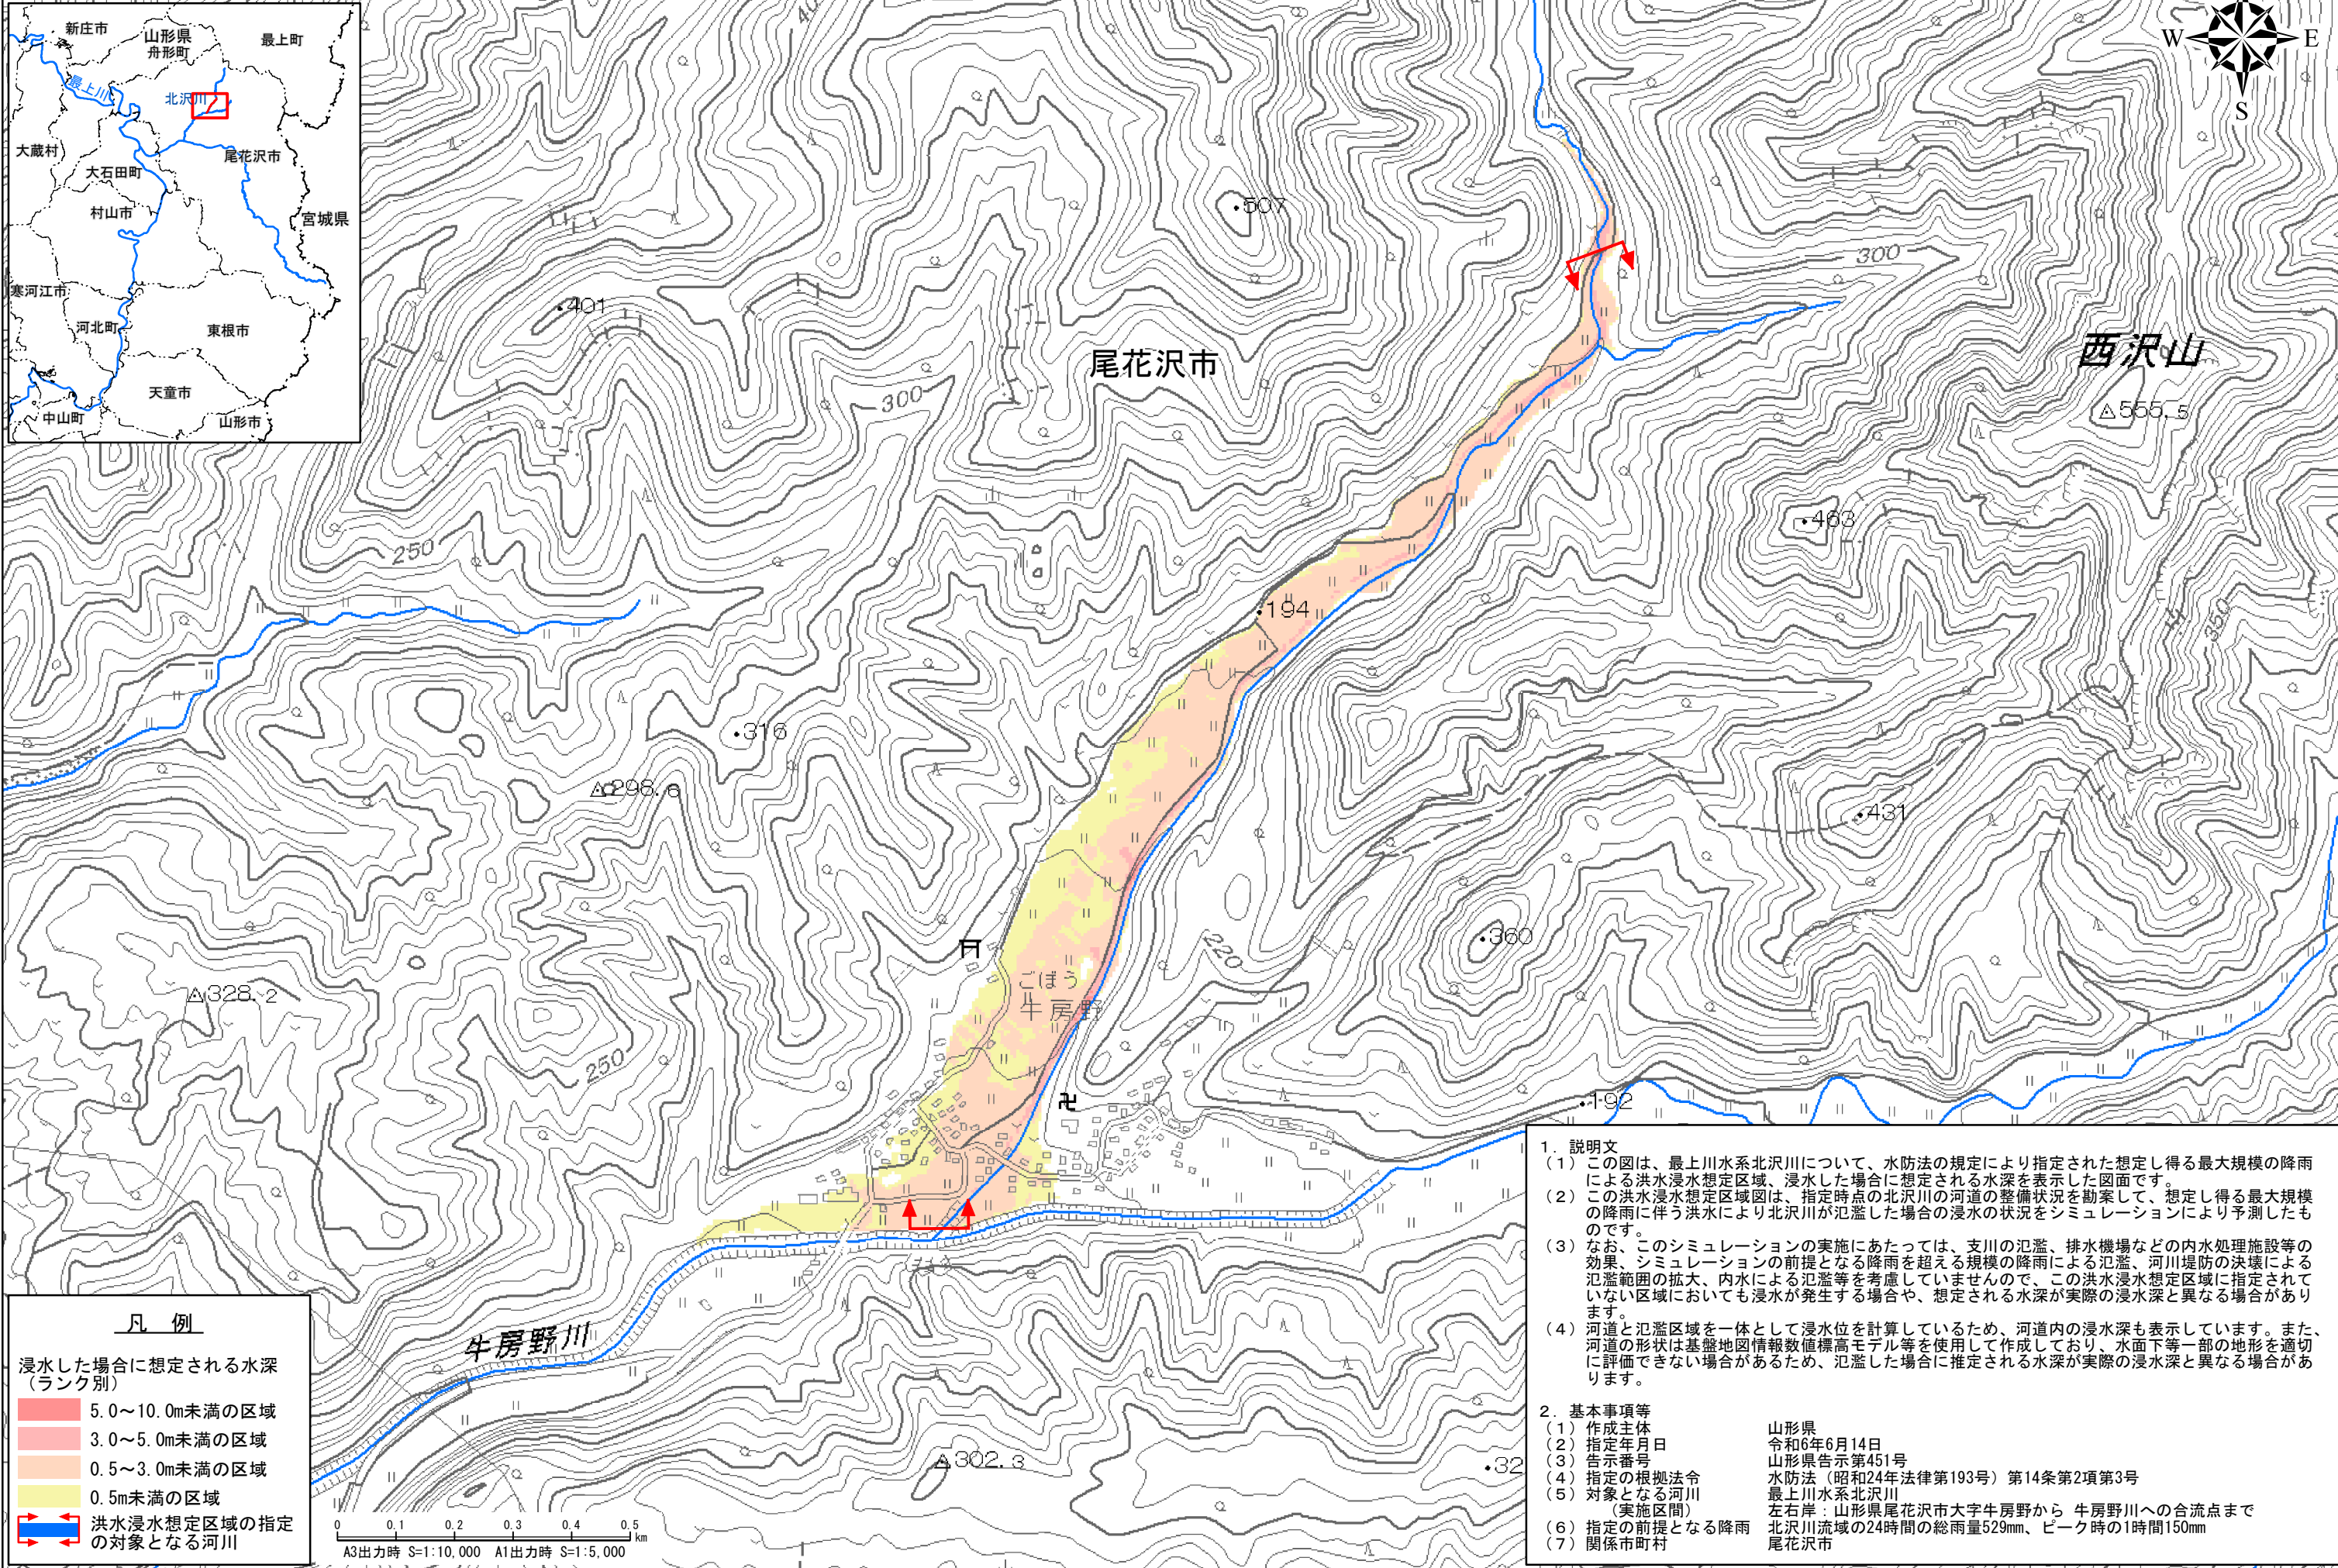 新庄市
山形県
舟形町
最上町
最上川
北沢川
大蔵村
尾花沢市
大石田町
村山市
宮城県
寒河江市
河北町
東根市
天童市
中山町
山形市
W
E
S
507
401
300
300
尾花沢市
西沢山
555.5
463
250
194
350
316
298.6
431
220
360
328.2
ごぼう
牛房野
250
192
牛房野川
302.3
32
凡 例
浸水した場合に想定される水深
（ランク別）
5.0～10.0m未満の区域
3.0～5.0m未満の区域
0.5～3.0m未満の区域
0.5m未満の区域
洪水浸水想定区域の指定
の対象となる河川
0 0.1 0.2 0.3 0.4 0.5
km
A3出力時 S=1:10,000 A1出力時 S=1:5,000
1. 説明文
（1）この図は、最上川水系北沢川について、水防法の規定により指定された想定し得る最大規模の降雨
による洪水浸水想定区域、浸水した場合に想定される水深を表示した図面です。
（2）この洪水浸水想定区域図は、指定時点の北沢川の河道の整備状況を勘案して、想定し得る最大規模
の降雨に伴う洪水により北沢川が氾濫した場合の浸水の状況をシミュレーションにより予測したも
のです。
（3）なお、このシミュレーションの実施にあたっては、支川の氾濫、排水機場などの内水処理施設等の
効果、シミュレーションの前提となる降雨を超える規模の降雨による氾濫、河川堤防の決壊による
氾濫範囲の拡大、内水による氾濫等を考慮していませんので、この洪水浸水想定区域に指定されて
いない区域においても浸水が発生する場合や、想定される水深が実際の浸水深と異なる場合があり
ます。
（4）河道と氾濫区域を一体として浸水位を計算しているため、河道内の浸水深も表示しています。また、
河道の形状は基盤地図情報数値標高モデル等を使用して作成しており、水面下等一部の地形を適切
に評価できない場合があるため、氾濫した場合に推定される水深が実際の浸水深と異なる場合があ
ります。
2. 基本事項等
（1）作成主体 山形県
（2）指定年月日 令和6年6月14日
（3）告示番号 山形県告示第451号
（4）指定の根拠法令 水防法（昭和24年法律第193号）第14条第2項第3号
（5）対象となる河川 最上川水系北沢川
（実施区間） 左右岸：山形県尾花沢市大字牛房野から 牛房野川への合流点まで
（6）指定の前提となる降雨 北沢川流域の24時間の総雨量529mm、ピーク時の1時間150mm
（7）関係市町村 尾花沢市